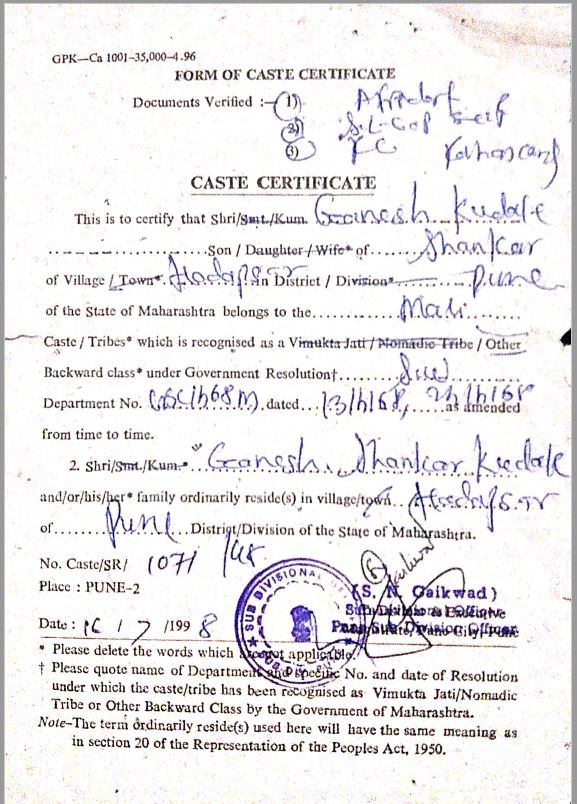 GPK—Ca 1001–35,000–4.96
FORM OF CASTE CERTIFICATE
Documents Verified :—(1)
(2)
(3)
CASTE CERTIFICATE
This is to certify that Shri/Smt./Kum. Ganesh Kudale
Son / Daughter / Wife* of Shankar
of Village / Town* Hadapsar in District / Division* Pune
of the State of Maharashtra belongs to the Mali
Caste / Tribes* which is recognised as a Vimukta Jati / Nomadic Tribe / Other
Backward class* under Government Resolution†
Department No. dated as amended
from time to time.
2. Shri/Smt./Kum.* Ganesh Shankar Kudale
and/or/his/her* family ordinarily reside(s) in village/town Hadapsar
of Pune District/Division of the State of Maharashtra.
No. Caste/SR/ 1071
Place : PUNE-2
(S. N. Gaikwad)
SUB DIVISIONAL
Date : 16 / 7 /199 8
* Please delete the words which are not applicable.
† Please quote name of Department and specific No. and date of Resolution
under which the caste/tribe has been recognised as Vimukta Jati/Nomadic
Tribe or Other Backward Class by the Government of Maharashtra.
Note–The term ordinarily reside(s) used here will have the same meaning as
in section 20 of the Representation of the Peoples Act, 1950.